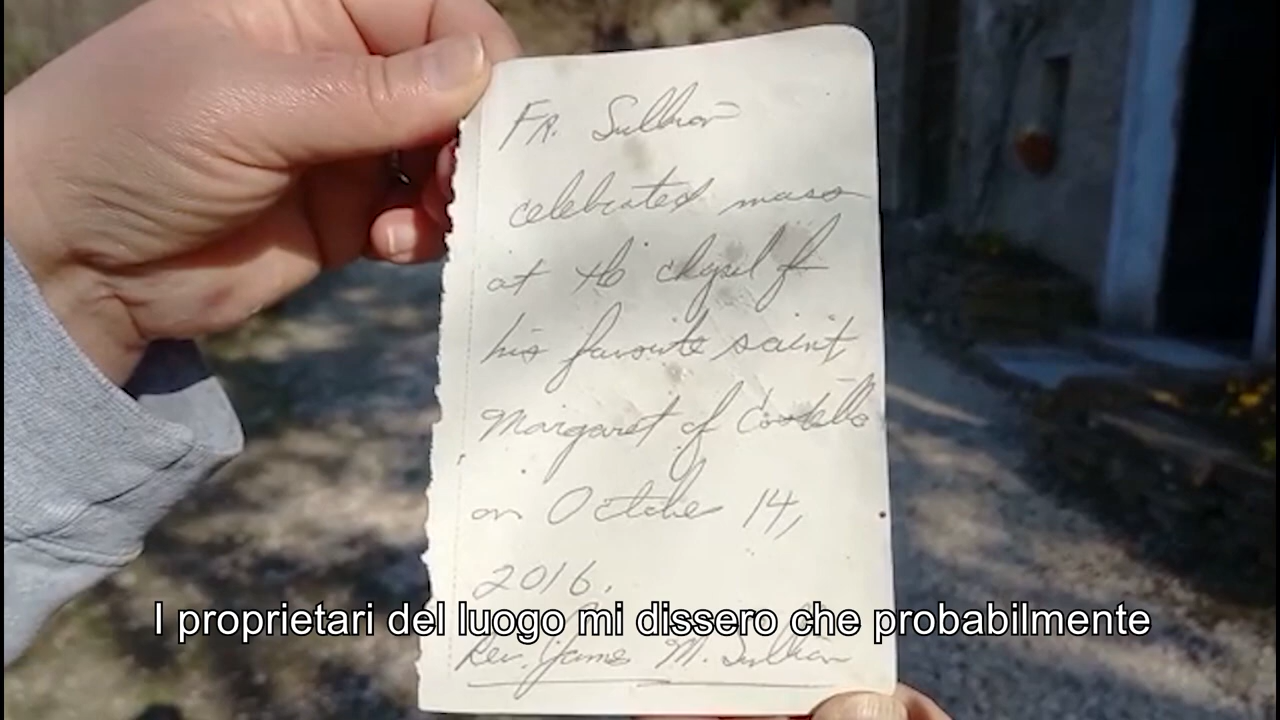 Fr. Sullivan
celebrated mass
at the chapel of
his favorite saint
Margaret of Costello
on October 14,
2016.
I proprietari del luogo mi dissero che probabilmente
Rev. James M. Sullivan